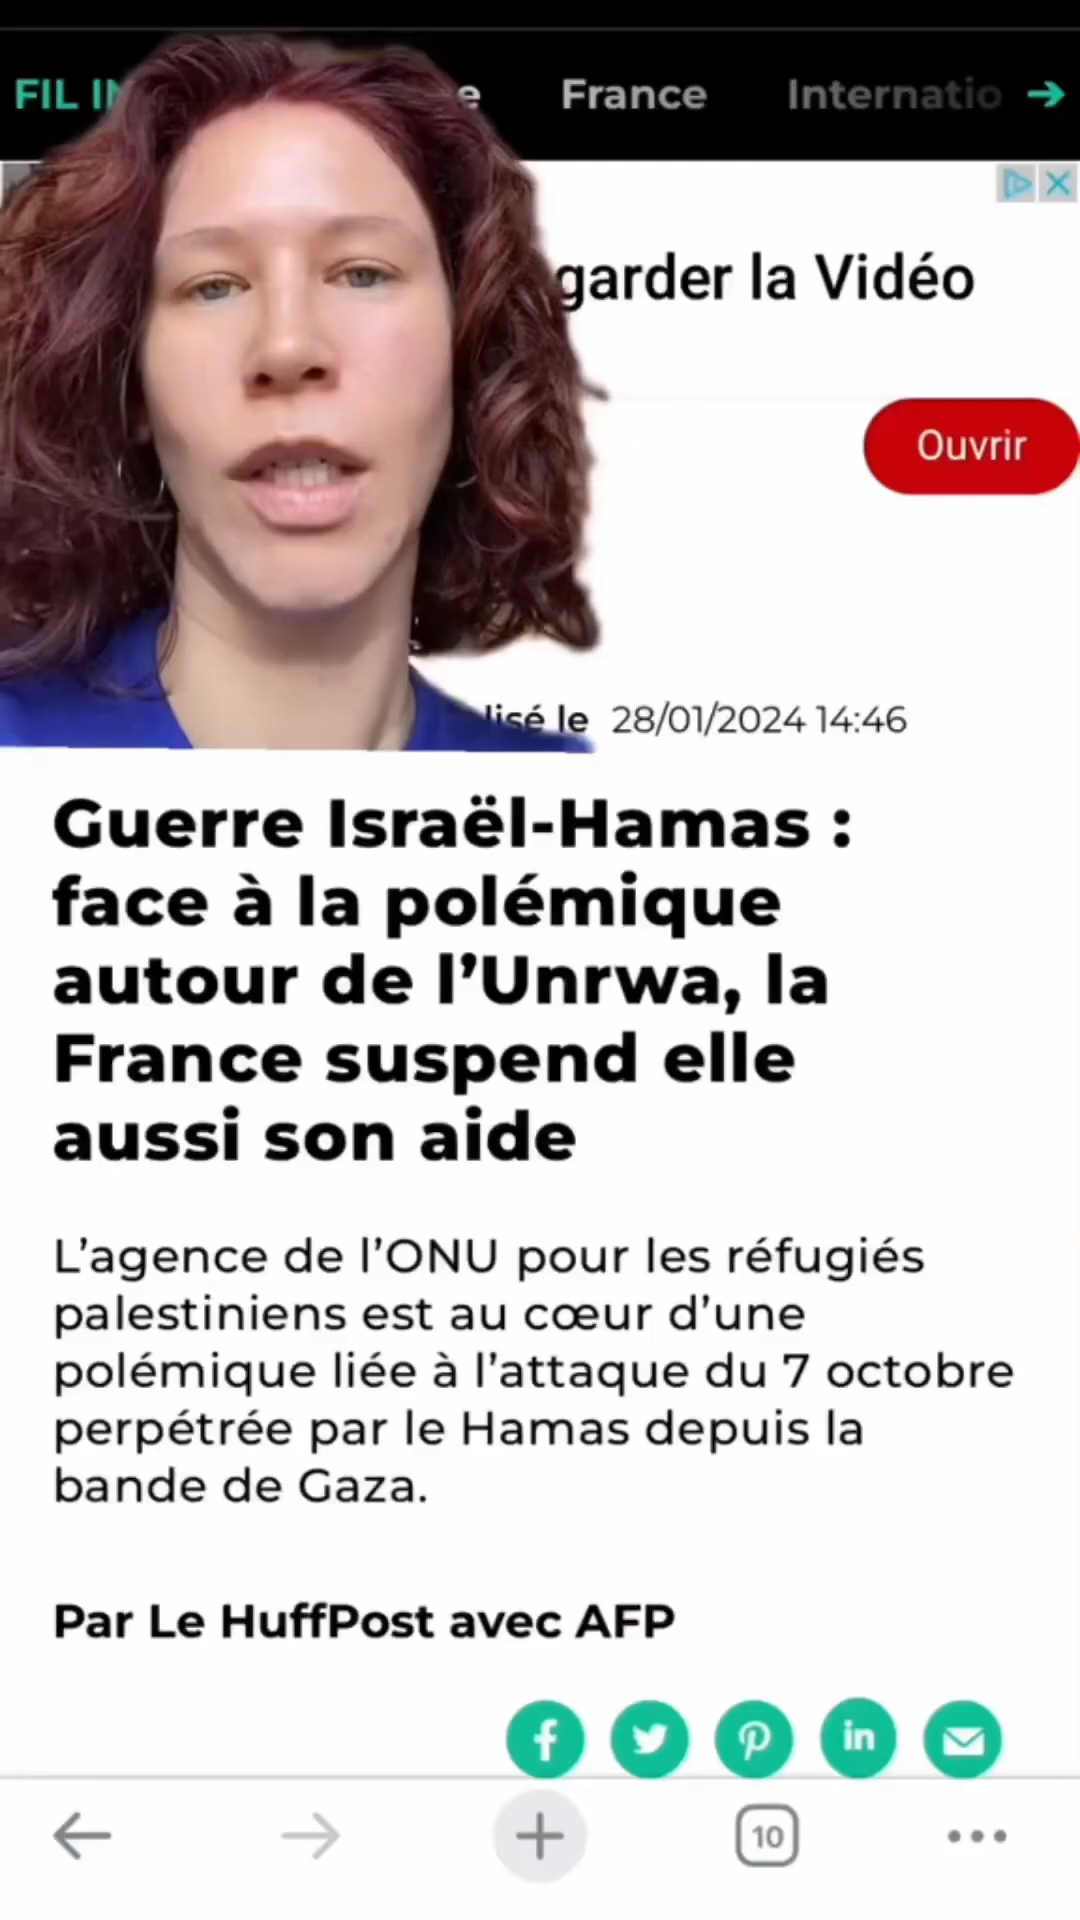 FIL
France
Internatio
garder la Vidéo
Ouvrir
lisé le 28/01/2024 14:46
Guerre Israël-Hamas :
face à la polémique
autour de l’Unrwa, la
France suspend elle
aussi son aide
L’agence de l’ONU pour les réfugiés
palestiniens est au cœur d’une
polémique liée à l’attaque du 7 octobre
perpétrée par le Hamas depuis la
bande de Gaza.
Par Le HuffPost avec AFP
10